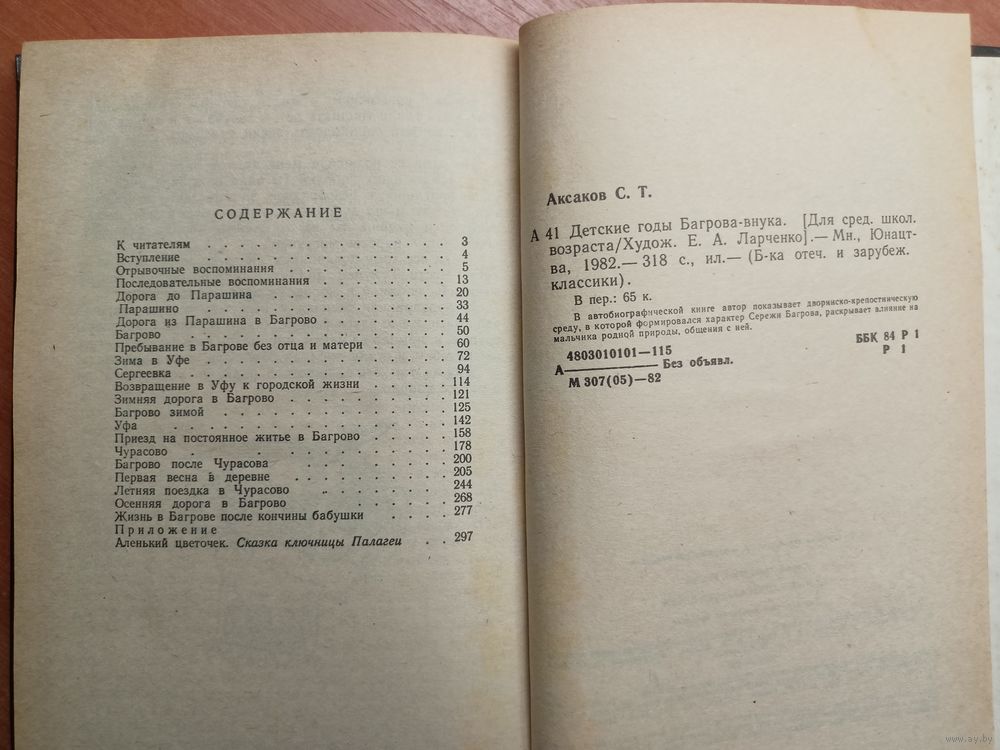 СОДЕРЖАНИЕ
К читателям . . . . . . . . . . . . . . 3
Вступление . . . . . . . . . . . . . . 4
Отрывочные воспоминания . . . . . . . . . 5
Последовательные воспоминания . . . . . . . 13
Дорога до Парашина . . . . . . . . . . 20
Парашино . . . . . . . . . . . . . . 33
Дорога из Парашина в Багрово . . . . . . . 44
Багрово . . . . . . . . . . . . . . . 50
Пребывание в Багрове без отца и матери . . . . . 60
Зима в Уфе . . . . . . . . . . . . . . 72
Сергеевка . . . . . . . . . . . . . . 94
Возвращение в Уфу к городской жизни . . . . . 114
Зимняя дорога в Багрово . . . . . . . . . 121
Багрово зимой . . . . . . . . . . . . 125
Уфа . . . . . . . . . . . . . . . . 142
Приезд на постоянное житье в Багрово . . . . . 158
Чурасово . . . . . . . . . . . . . . 178
Багрово после Чурасова . . . . . . . . . 200
Первая весна в деревне . . . . . . . . . 205
Летняя поездка в Чурасово . . . . . . . . 244
Осенняя дорога в Багрово . . . . . . . . 268
Жизнь в Багрове после кончины бабушки . . . . 277
Приложение
Аленький цветочек. Сказка ключницы Палагеи . . 297
Аксаков С. Т.
А 41 Детские годы Багрова-внука. [Для сред. школ.
возраста/Худож. Е. А. Ларченко].— Мн., Юнацт-
ва, 1982.— 318 с., ил.— (Б-ка отеч. и зарубеж.
классики).
В пер.: 65 к.
В автобиографической книге автор показывает дворянско-крепостническую
среду, в которой формировался характер Сережи Багрова, раскрывает влияние на
мальчика родной природы, общения с ней.
4803010101—115
А———— Без объявл.
М 307(05)—82
ББК 84 Р 1
Р 1
www.ay.by